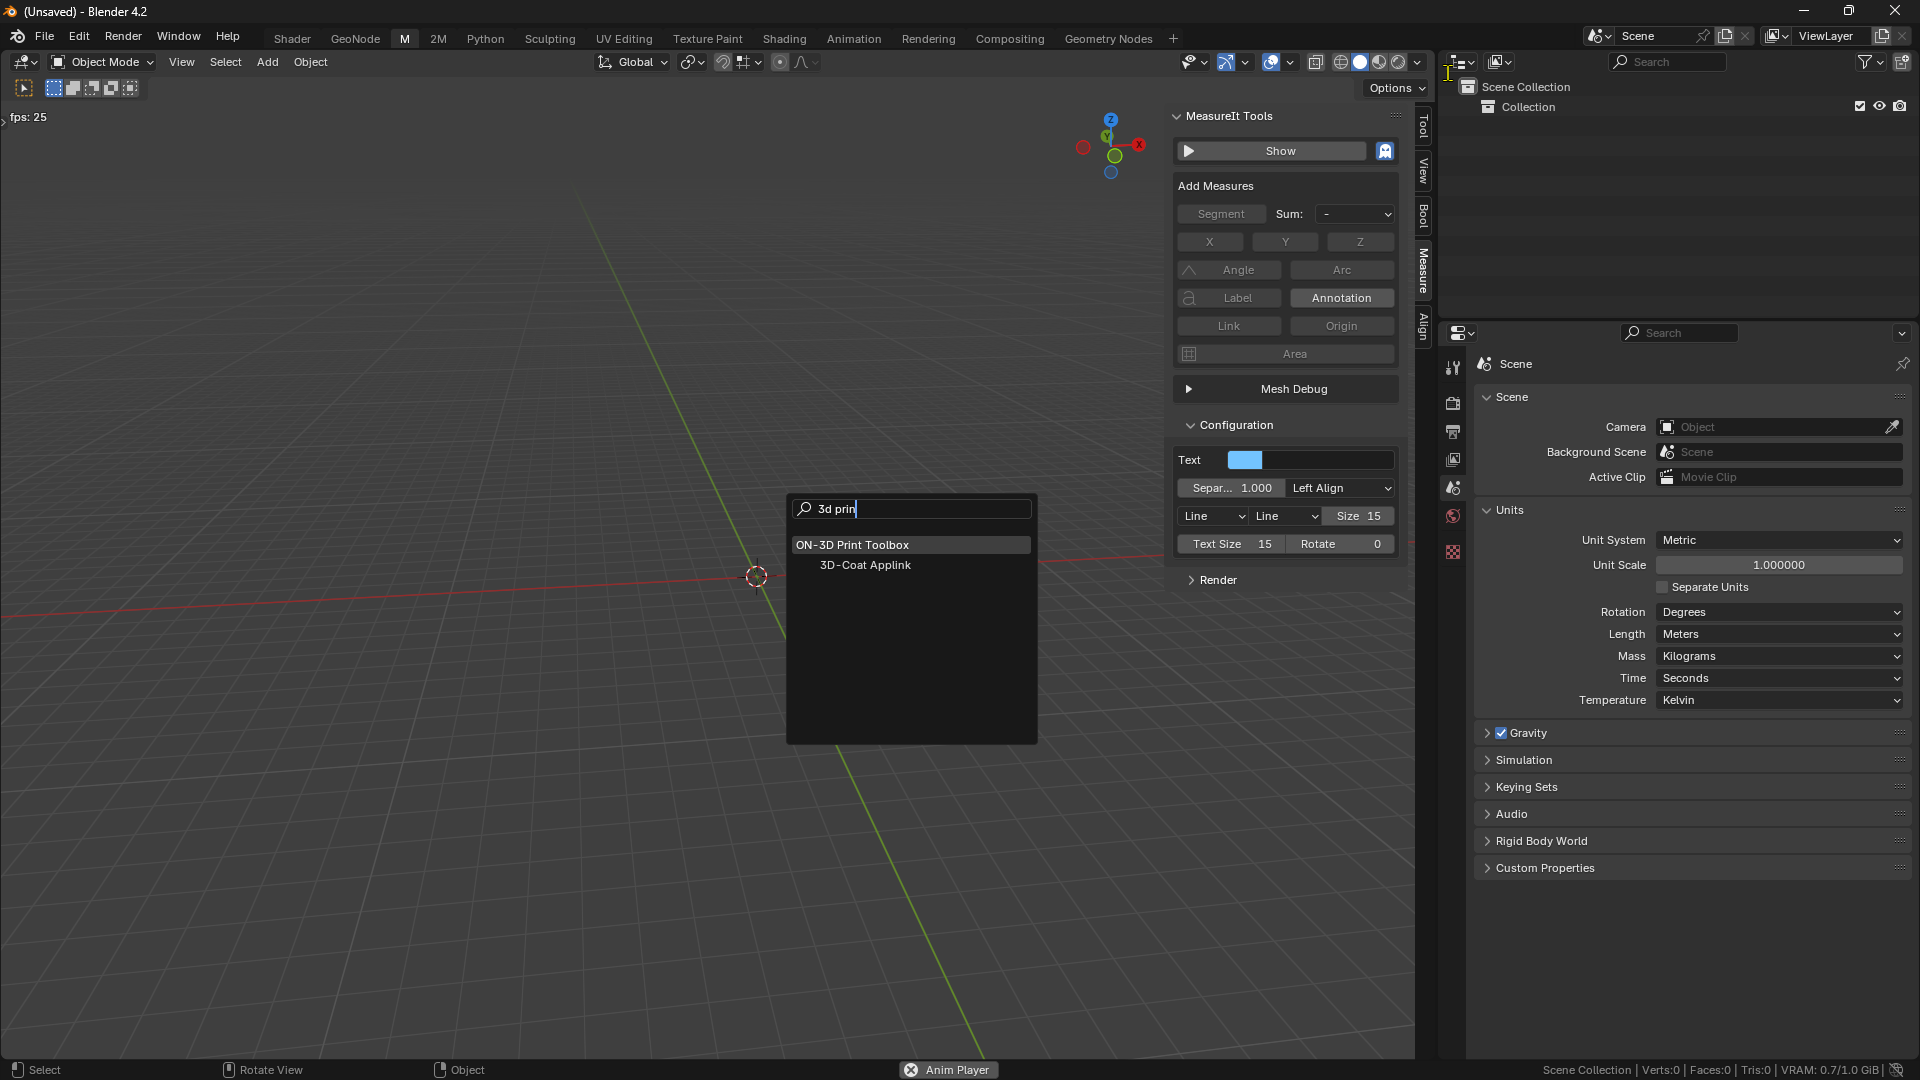 (Unsaved) - Blender 4.2
File Edit Render Window Help
Shader GeoNode M 2M Python Sculpting UV Editing Texture Paint Shading Animation Rendering Compositing Geometry Nodes +
Scene
ViewLayer
Object Mode View Select Add Object
Global
Options
fps: 25
Z
Y
X
MeasureIt Tools
Show
Add Measures
Segment Sum: -
X Y Z
Angle Arc
a Label Annotation
Link Origin
Area
Mesh Debug
Configuration
Text
Separ... 1.000 Left Align
Line Line Size 15
Text Size 15 Rotate 0
Render
Tool
View
Bool
Measure
Align
3d prin
ON-3D Print Toolbox
3D-Coat Applink
Search
Scene Collection
Collection
Search
Scene
Scene
Camera Object
Background Scene Scene
Active Clip Movie Clip
Units
Unit System Metric
Unit Scale 1.000000
Separate Units
Rotation Degrees
Length Meters
Mass Kilograms
Time Seconds
Temperature Kelvin
Gravity
Simulation
Keying Sets
Audio
Rigid Body World
Custom Properties
Select Rotate View Object Anim Player Scene Collection | Verts:0 | Faces:0 | Tris:0 | VRAM: 0.7/1.0 GiB |